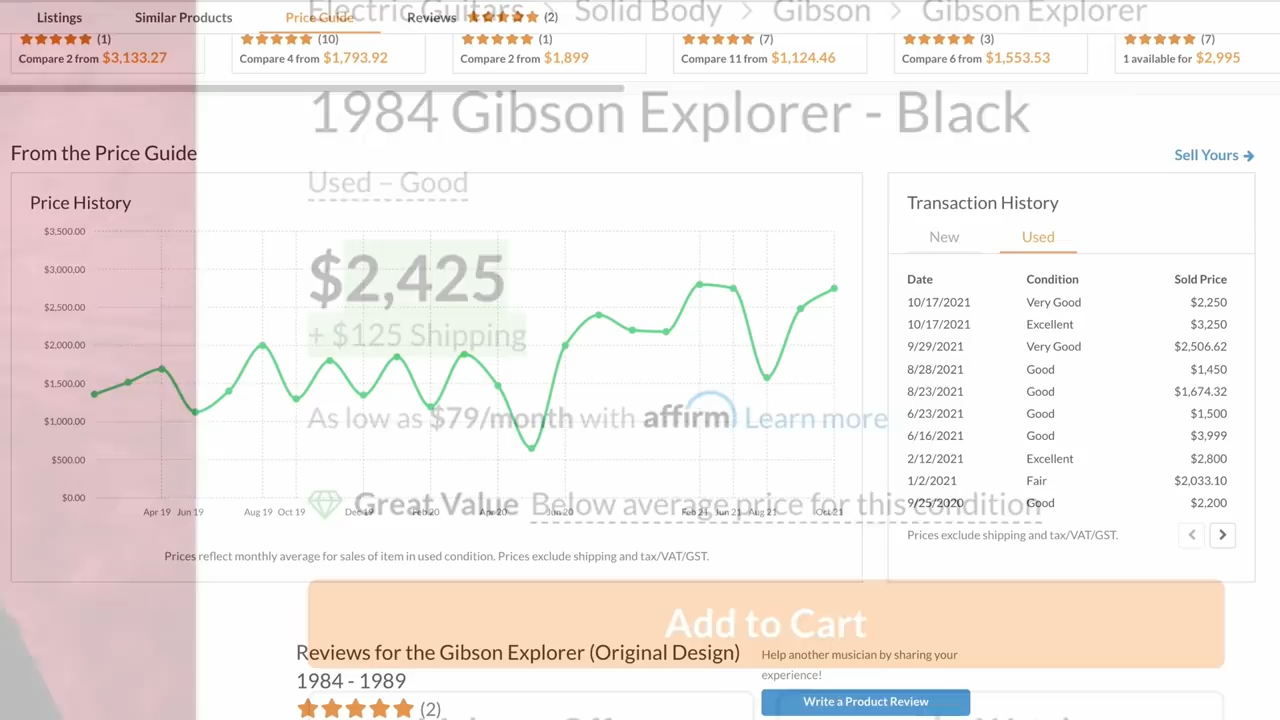 Electric Guitars > Solid Body > Gibson > Gibson Explorer
Listings Similar Products Price Guide Reviews (2)
(1) (10) (1) (7) (3) (7)
Compare 2 from $3,133.27 Compare 4 from $1,793.92 Compare 2 from $1,899 Compare 11 from $1,124.46 Compare 6 from $1,553.53 1 available for $2,995
1984 Gibson Explorer - Black
From the Price Guide
Sell Yours
Used – Good
Price History
$3,500.00
$3,000.00
$2,500.00
$2,000.00
$1,500.00
$1,000.00
$500.00
$0.00
Apr 19 Jun 19 Aug 19 Oct 19 Dec 19 Feb 20 Apr 20 Jun 20 Feb 21 Jun 21 Aug 21 Oct 21
Prices reflect monthly average for sales of item in used condition. Prices exclude shipping and tax/VAT/GST.
$2,425
+ $125 Shipping
As low as $79/month with affirm Learn more
Great Value Below average price for this condition
Transaction History
New Used
Date Condition Sold Price
10/17/2021 Very Good $2,250
10/17/2021 Excellent $3,250
9/29/2021 Very Good $2,506.62
8/28/2021 Good $1,450
8/23/2021 Good $1,674.32
6/23/2021 Good $1,500
6/16/2021 Good $3,999
2/12/2021 Excellent $2,800
1/2/2021 Fair $2,033.10
9/25/2020 Good $2,200
Prices exclude shipping and tax/VAT/GST.
Add to Cart
Reviews for the Gibson Explorer (Original Design)
1984 - 1989
(2)
Help another musician by sharing your
experience!
Write a Product Review